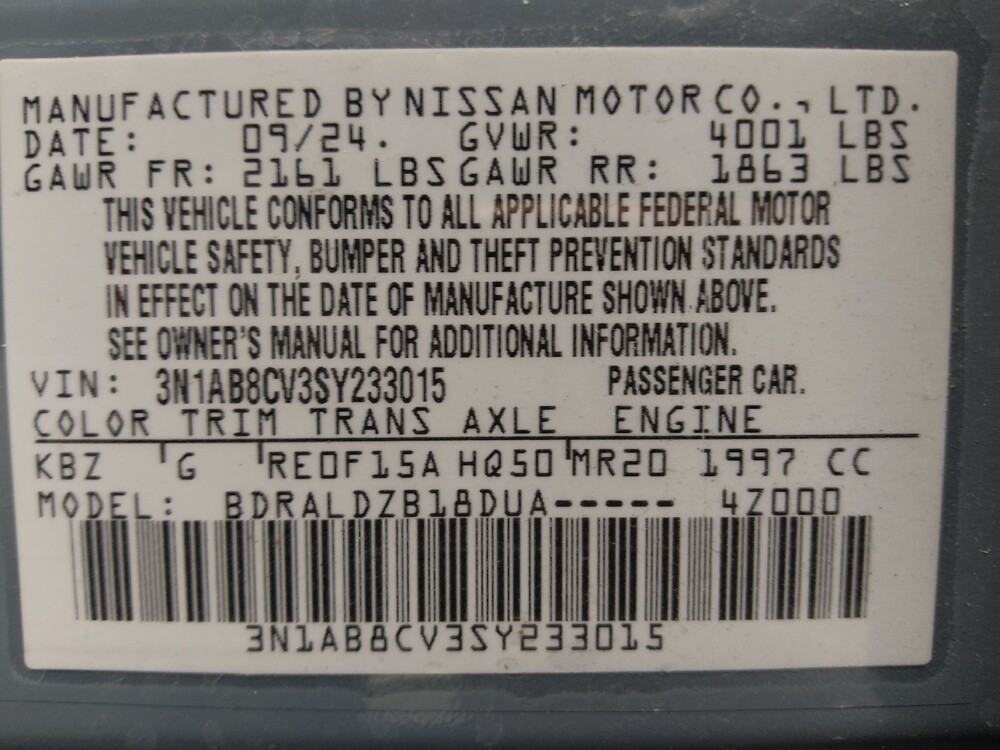 MANUFACTURED BY NISSAN MOTOR CO., LTD.
DATE: 09/24. GVWR: 4001 LBS
GAWR FR: 2161 LBS GAWR RR: 1863 LBS
THIS VEHICLE CONFORMS TO ALL APPLICABLE FEDERAL MOTOR
VEHICLE SAFETY, BUMPER AND THEFT PREVENTION STANDARDS
IN EFFECT ON THE DATE OF MANUFACTURE SHOWN ABOVE.
SEE OWNER'S MANUAL FOR ADDITIONAL INFORMATION.
VIN: 3N1AB8CV3SY233015 PASSENGER CAR.
COLOR TRIM TRANS AXLE ENGINE
KBZ G RE0F15A HQ50 MR20 1997 CC
MODEL: BDRALDZB18DUA----- 4Z000
3N1AB8CV3SY233015